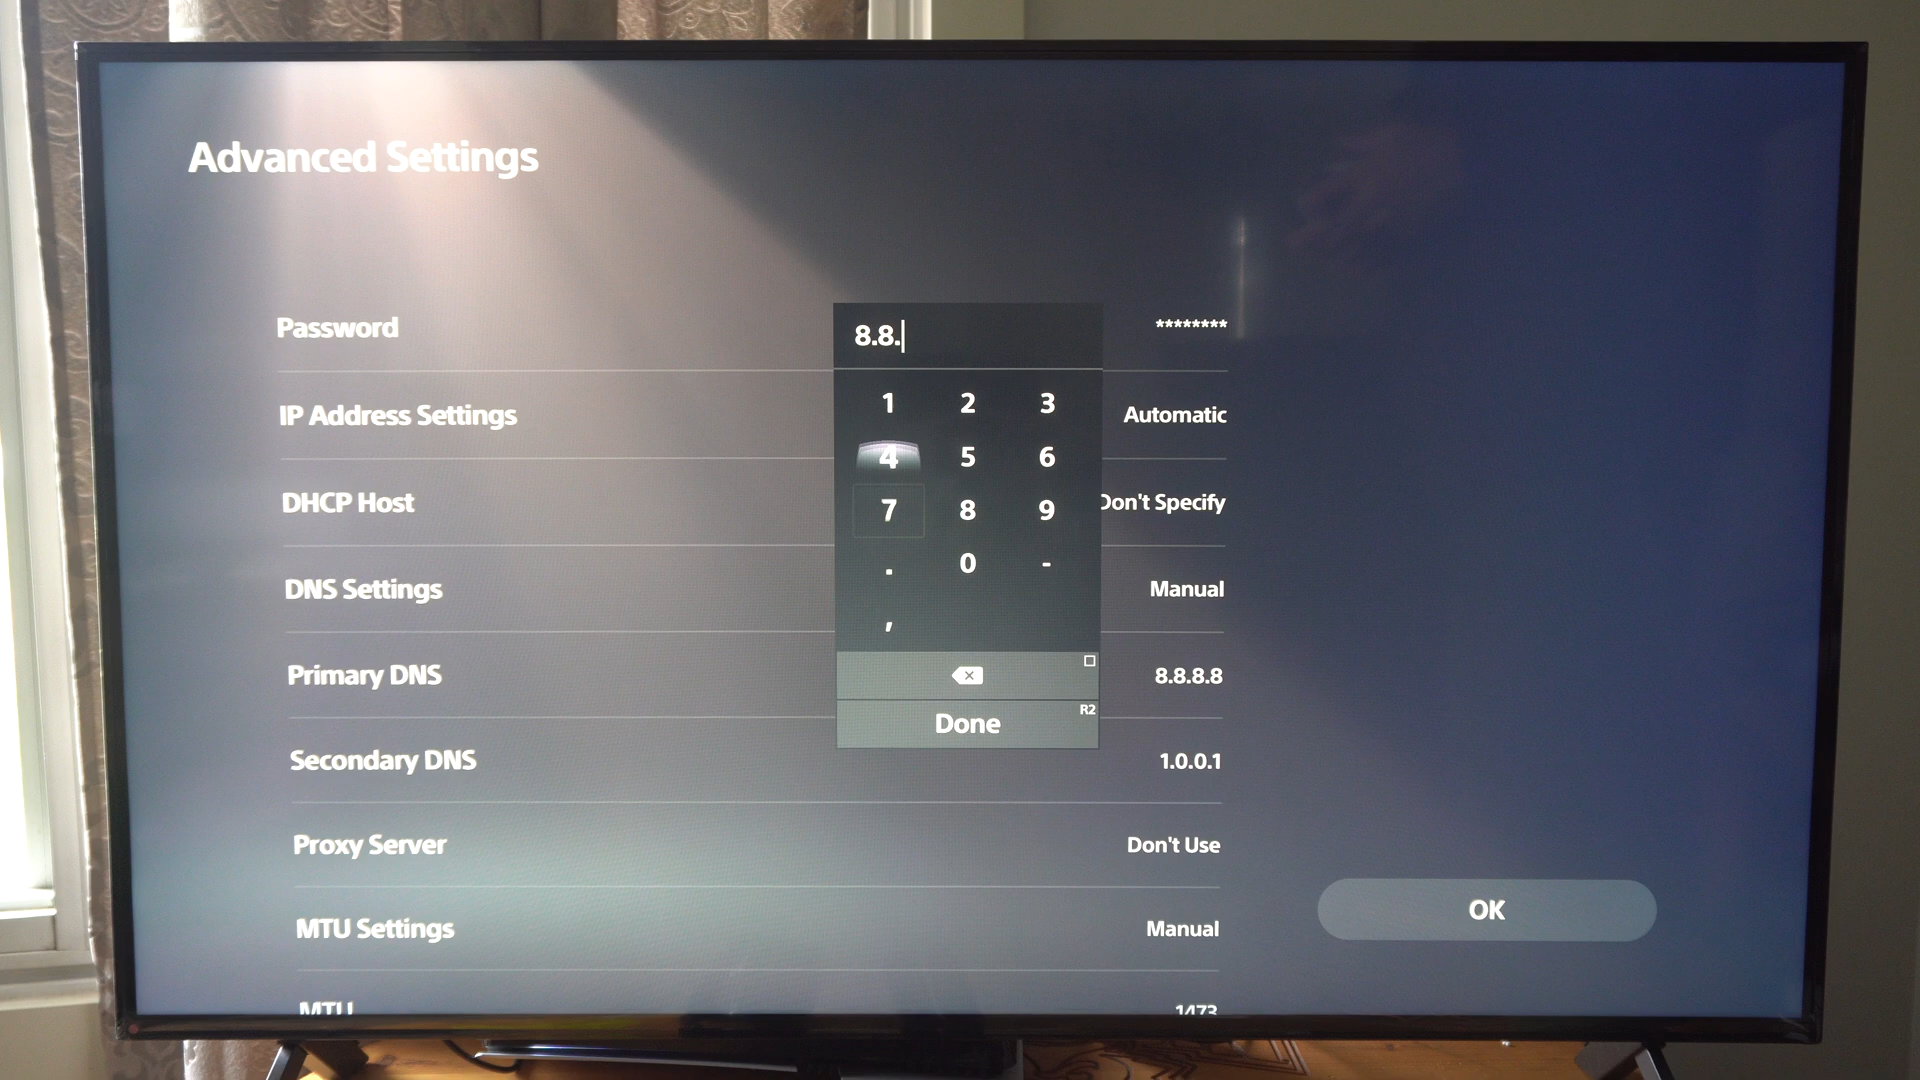 Advanced Settings
Password ********
IP Address Settings Automatic
DHCP Host Don't Specify
DNS Settings Manual
Primary DNS 8.8.8.8
Secondary DNS 1.0.0.1
Proxy Server Don't Use
MTU Settings Manual
MTU 1473
8.8.
1 2 3
4 5 6
7 8 9
. 0 -
,
Done R2
OK